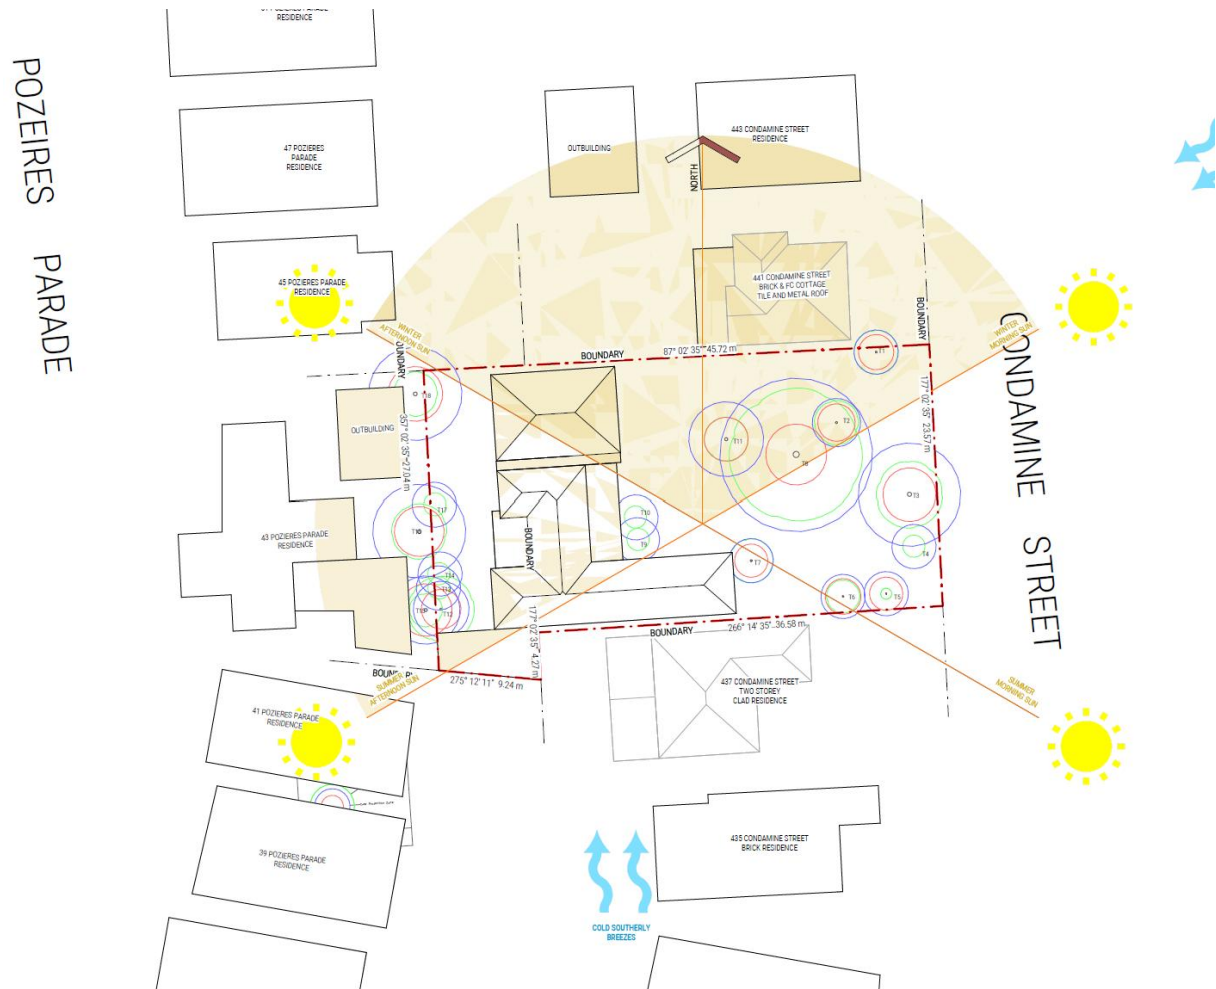 RESIDENCE
POZEIRES PARADE
47 POZIERES
PARADE
RESIDENCE
OUTBUILDING
443 CONDAMINE STREET
RESIDENCE
NORTH
45 POZIERES PARADE
RESIDENCE
441 CONDAMINE STREET
BRICK & FC COTTAGE
TILE AND METAL ROOF
BOUNDARY
WINTER
AFTERNOON SUN
WINTER
MORNING SUN
CONDAMINE STREET
BOUNDARY
87° 02' 35" 45.72 m
T1
OUNDARY
T18
177° 02' 35" 23.57 m
OUTBUILDING
357° 02' 35" 27.04 m
T2
T11
T8
T3
T17
T10
T9
T4
43 POZIERES PARADE
RESIDENCE
BOUNDARY
T7
T14
T12
T6
T5
177° 02' 35" 4.27 m
BOUNDARY
266° 14' 35" 36.58 m
SUMMER
AFTERNOON SUN
275° 12' 11" 9.24 m
437 CONDAMINE STREET
TWO STOREY
CLAD RESIDENCE
SUMMER
MORNING SUN
41 POZIERES PARADE
RESIDENCE
435 CONDAMINE STREET
BRICK RESIDENCE
39 POZIERES PARADE
RESIDENCE
COLD SOUTHERLY
BREEZES